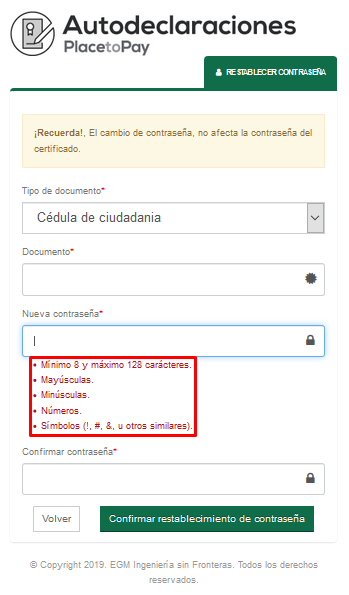 Autodeclaraciones
PlacetoPay
RESTABLECER CONTRASEÑA
¡Recuerda!, El cambio de contraseña, no afecta la contraseña del
certificado.
Tipo de documento*
Cédula de ciudadania
Documento*
Nueva contraseña*
• Mínimo 8 y máximo 128 carácteres.
• Mayúsculas.
• Minúsculas.
• Números.
• Símbolos (!, #, &, u otros similares).
Confirmar contraseña*
Volver
Confirmar restablecimiento de contraseña
© Copyright 2019. EGM Ingeniería sin Fronteras. Todos los derechos
reservados.